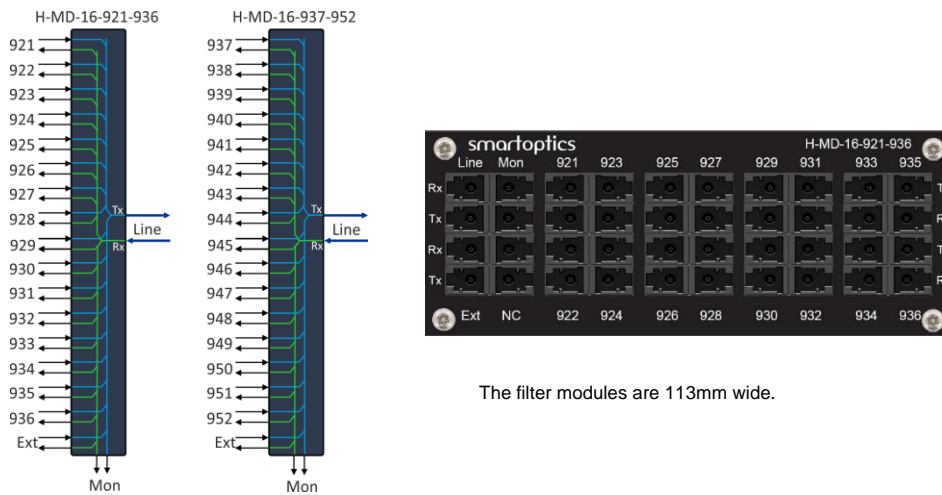 H-MD-16-921-936
921
922
923
924
925
926
927
928
929
930
931
932
933
934
935
936
Ext
Tx
Line
Rx
Mon
H-MD-16-937-952
937
938
939
940
941
942
943
944
945
946
947
948
949
950
951
952
Ext
Tx
Line
Rx
Mon
smartoptics H-MD-16-921-936
Line Mon 921 923 925 927 929 931 933 935
Rx
Tx
Rx
Tx
Ext NC 922 924 926 928 930 932 934 936
The filter modules are 113mm wide.